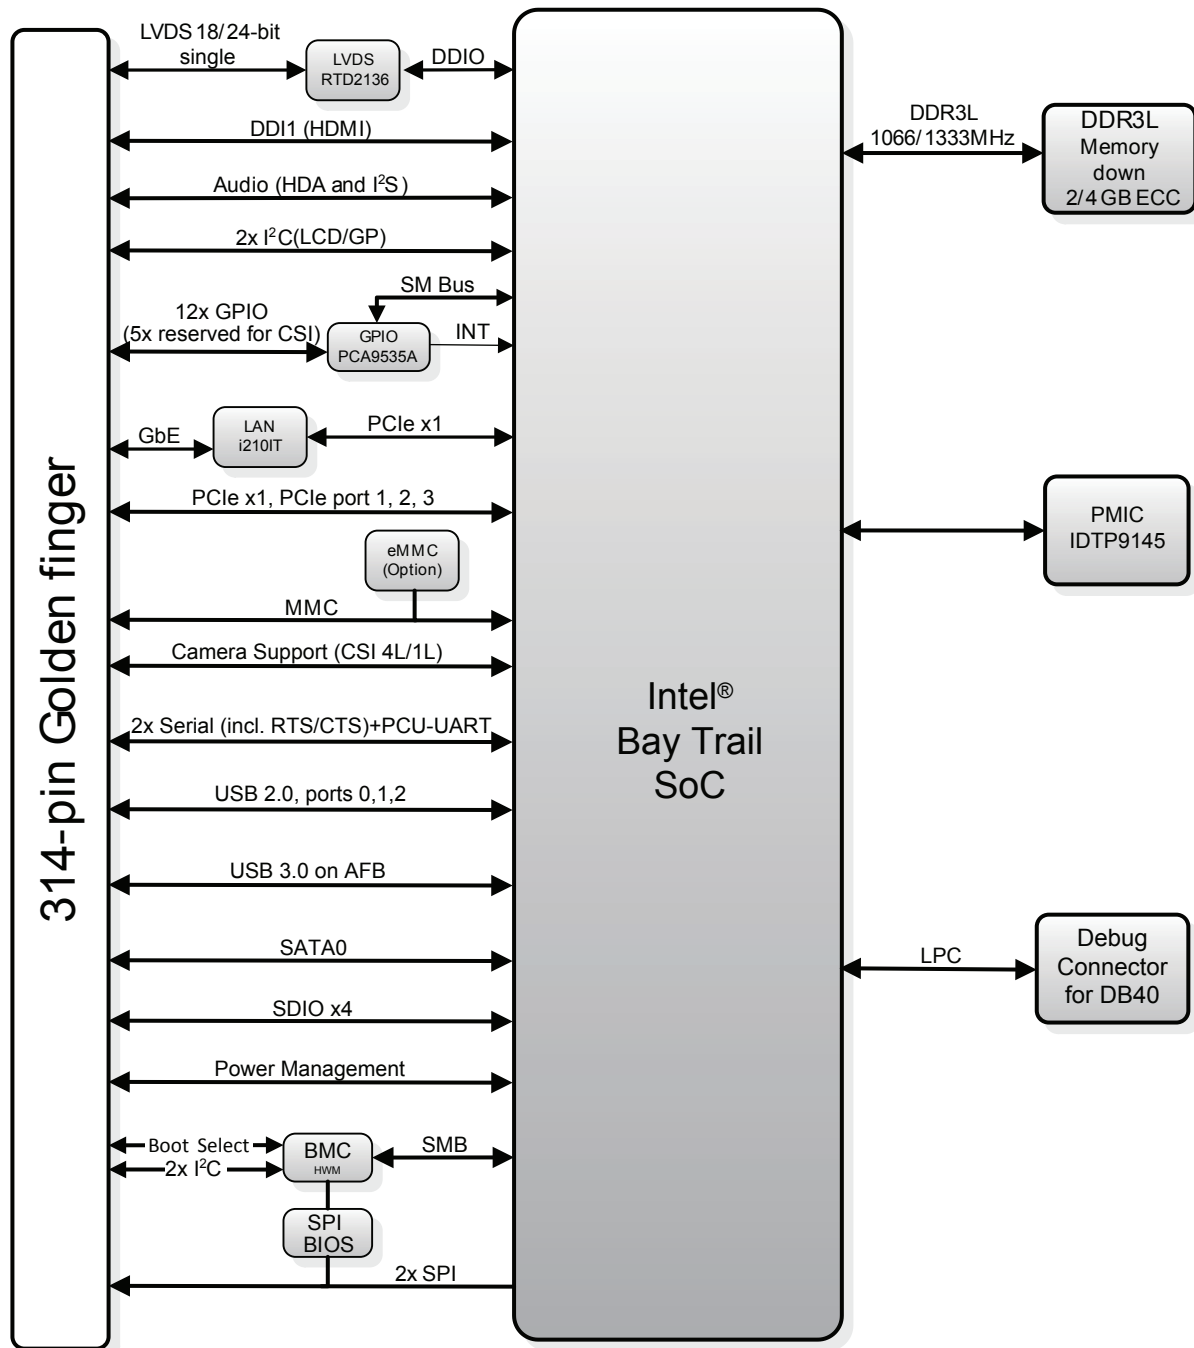 LVDS 18/24-bit
single
LVDS
RTD2136
DDIO
DDI1 (HDMI)
Audio (HDA and I²S)
2x I²C(LCD/GP)
SM Bus
12x GPIO
(5x reserved for CSI)
GPIO
PCA9535A
INT
LAN
i210IT
GbE
PCIe x1
PCIe x1, PCIe port 1, 2, 3
eMMC
(Option)
MMC
Camera Support (CSI 4L/1L)
2x Serial (incl. RTS/CTS)+PCU-UART
USB 2.0, ports 0,1,2
USB 3.0 on AFB
SATA0
SDIO x4
Power Management
Boot Select
2x I²C
BMC
HWM
SMB
SPI
BIOS
2x SPI
314-pin Golden finger
Intel®
Bay Trail
SoC
DDR3L
1066/1333MHz
DDR3L
Memory
down
2/4 GB ECC
PMIC
IDTP9145
LPC
Debug
Connector
for DB40